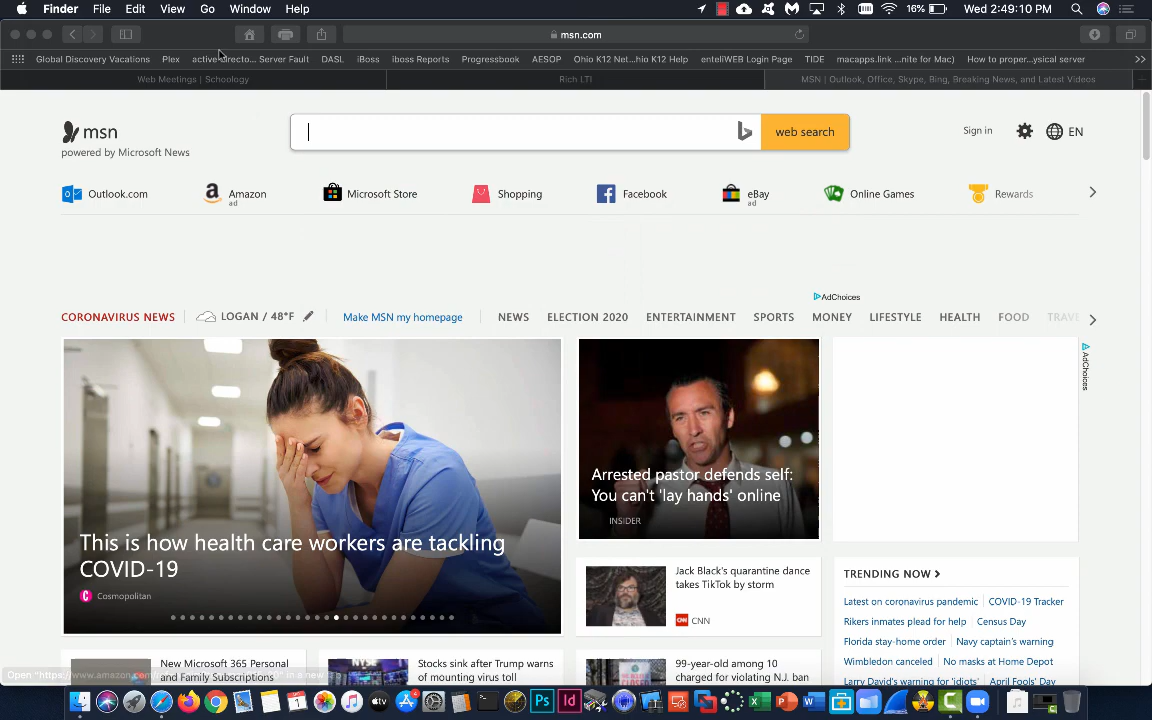 Finder File Edit View Go Window Help 16% Wed 2:49:10 PM
msn.com
Global Discovery Vacations Plex active directo... Server Fault DASL iBoss iboss Reports Progressbook AESOP Ohio K12 Net...hio K12 Help enteliWEB Login Page TIDE macapps.link ...nite for Mac) How to proper...ysical server
Web Meetings | Schoology Rich LTI MSN | Outlook, Office, Skype, Bing, Breaking News, and Latest Videos
msn
powered by Microsoft News
web search
Sign in EN
Outlook.com Amazon Microsoft Store Shopping Facebook eBay Online Games Rewards
ad ad
AdChoices
CORONAVIRUS NEWS LOGAN / 48°F Make MSN my homepage NEWS ELECTION 2020 ENTERTAINMENT SPORTS MONEY LIFESTYLE HEALTH FOOD TRAVEL
AdChoices
This is how health care workers are tackling
COVID-19
Cosmopolitan
Arrested pastor defends self:
You can't 'lay hands' online
INSIDER
Jack Black's quarantine dance
takes TikTok by storm
CNN
TRENDING NOW
Latest on coronavirus pandemic COVID-19 Tracker
Rikers inmates plead for help Census Day
Florida stay-home order Navy captain's warning
Wimbledon canceled No masks at Home Depot
Larry David's warning for 'idiots' April Fools' Day
New Microsoft 365 Personal
and Family Subscriptions
Stocks sink after Trump warns
of mounting virus toll
99-year-old among 10
charged for violating N.J. ban
Open "https://www.amazon.com
in a new